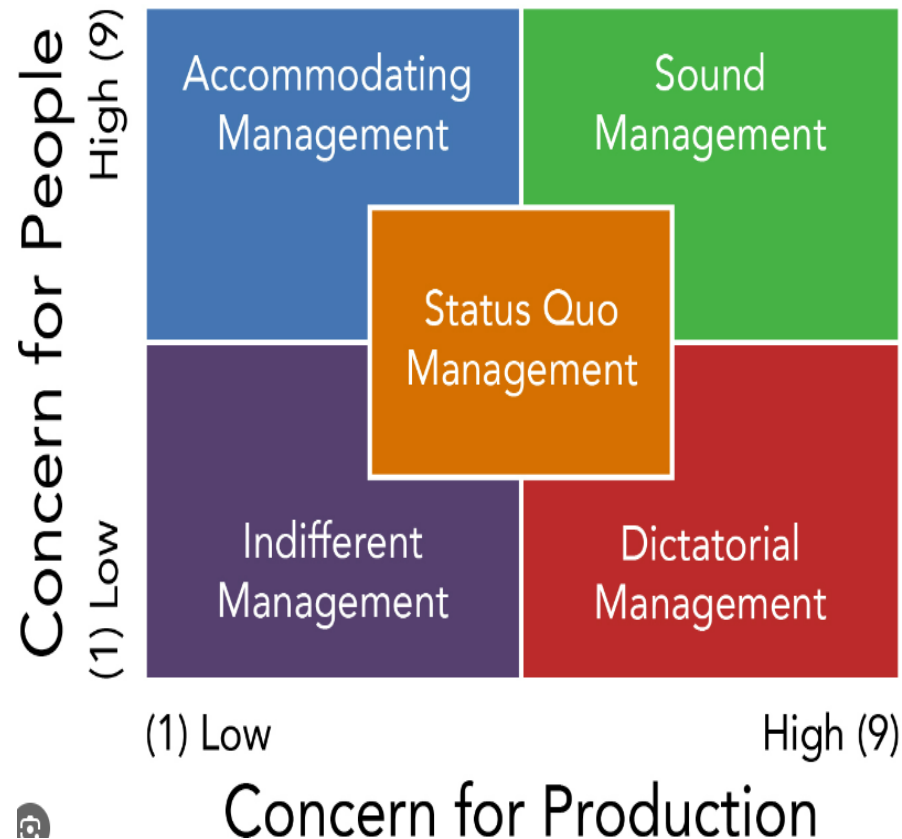 Concern for People
(1) Low
High (9)
Accommodating
Management
Sound
Management
Status Quo
Management
Indifferent
Management
Dictatorial
Management
(1) Low
High (9)
Concern for Production